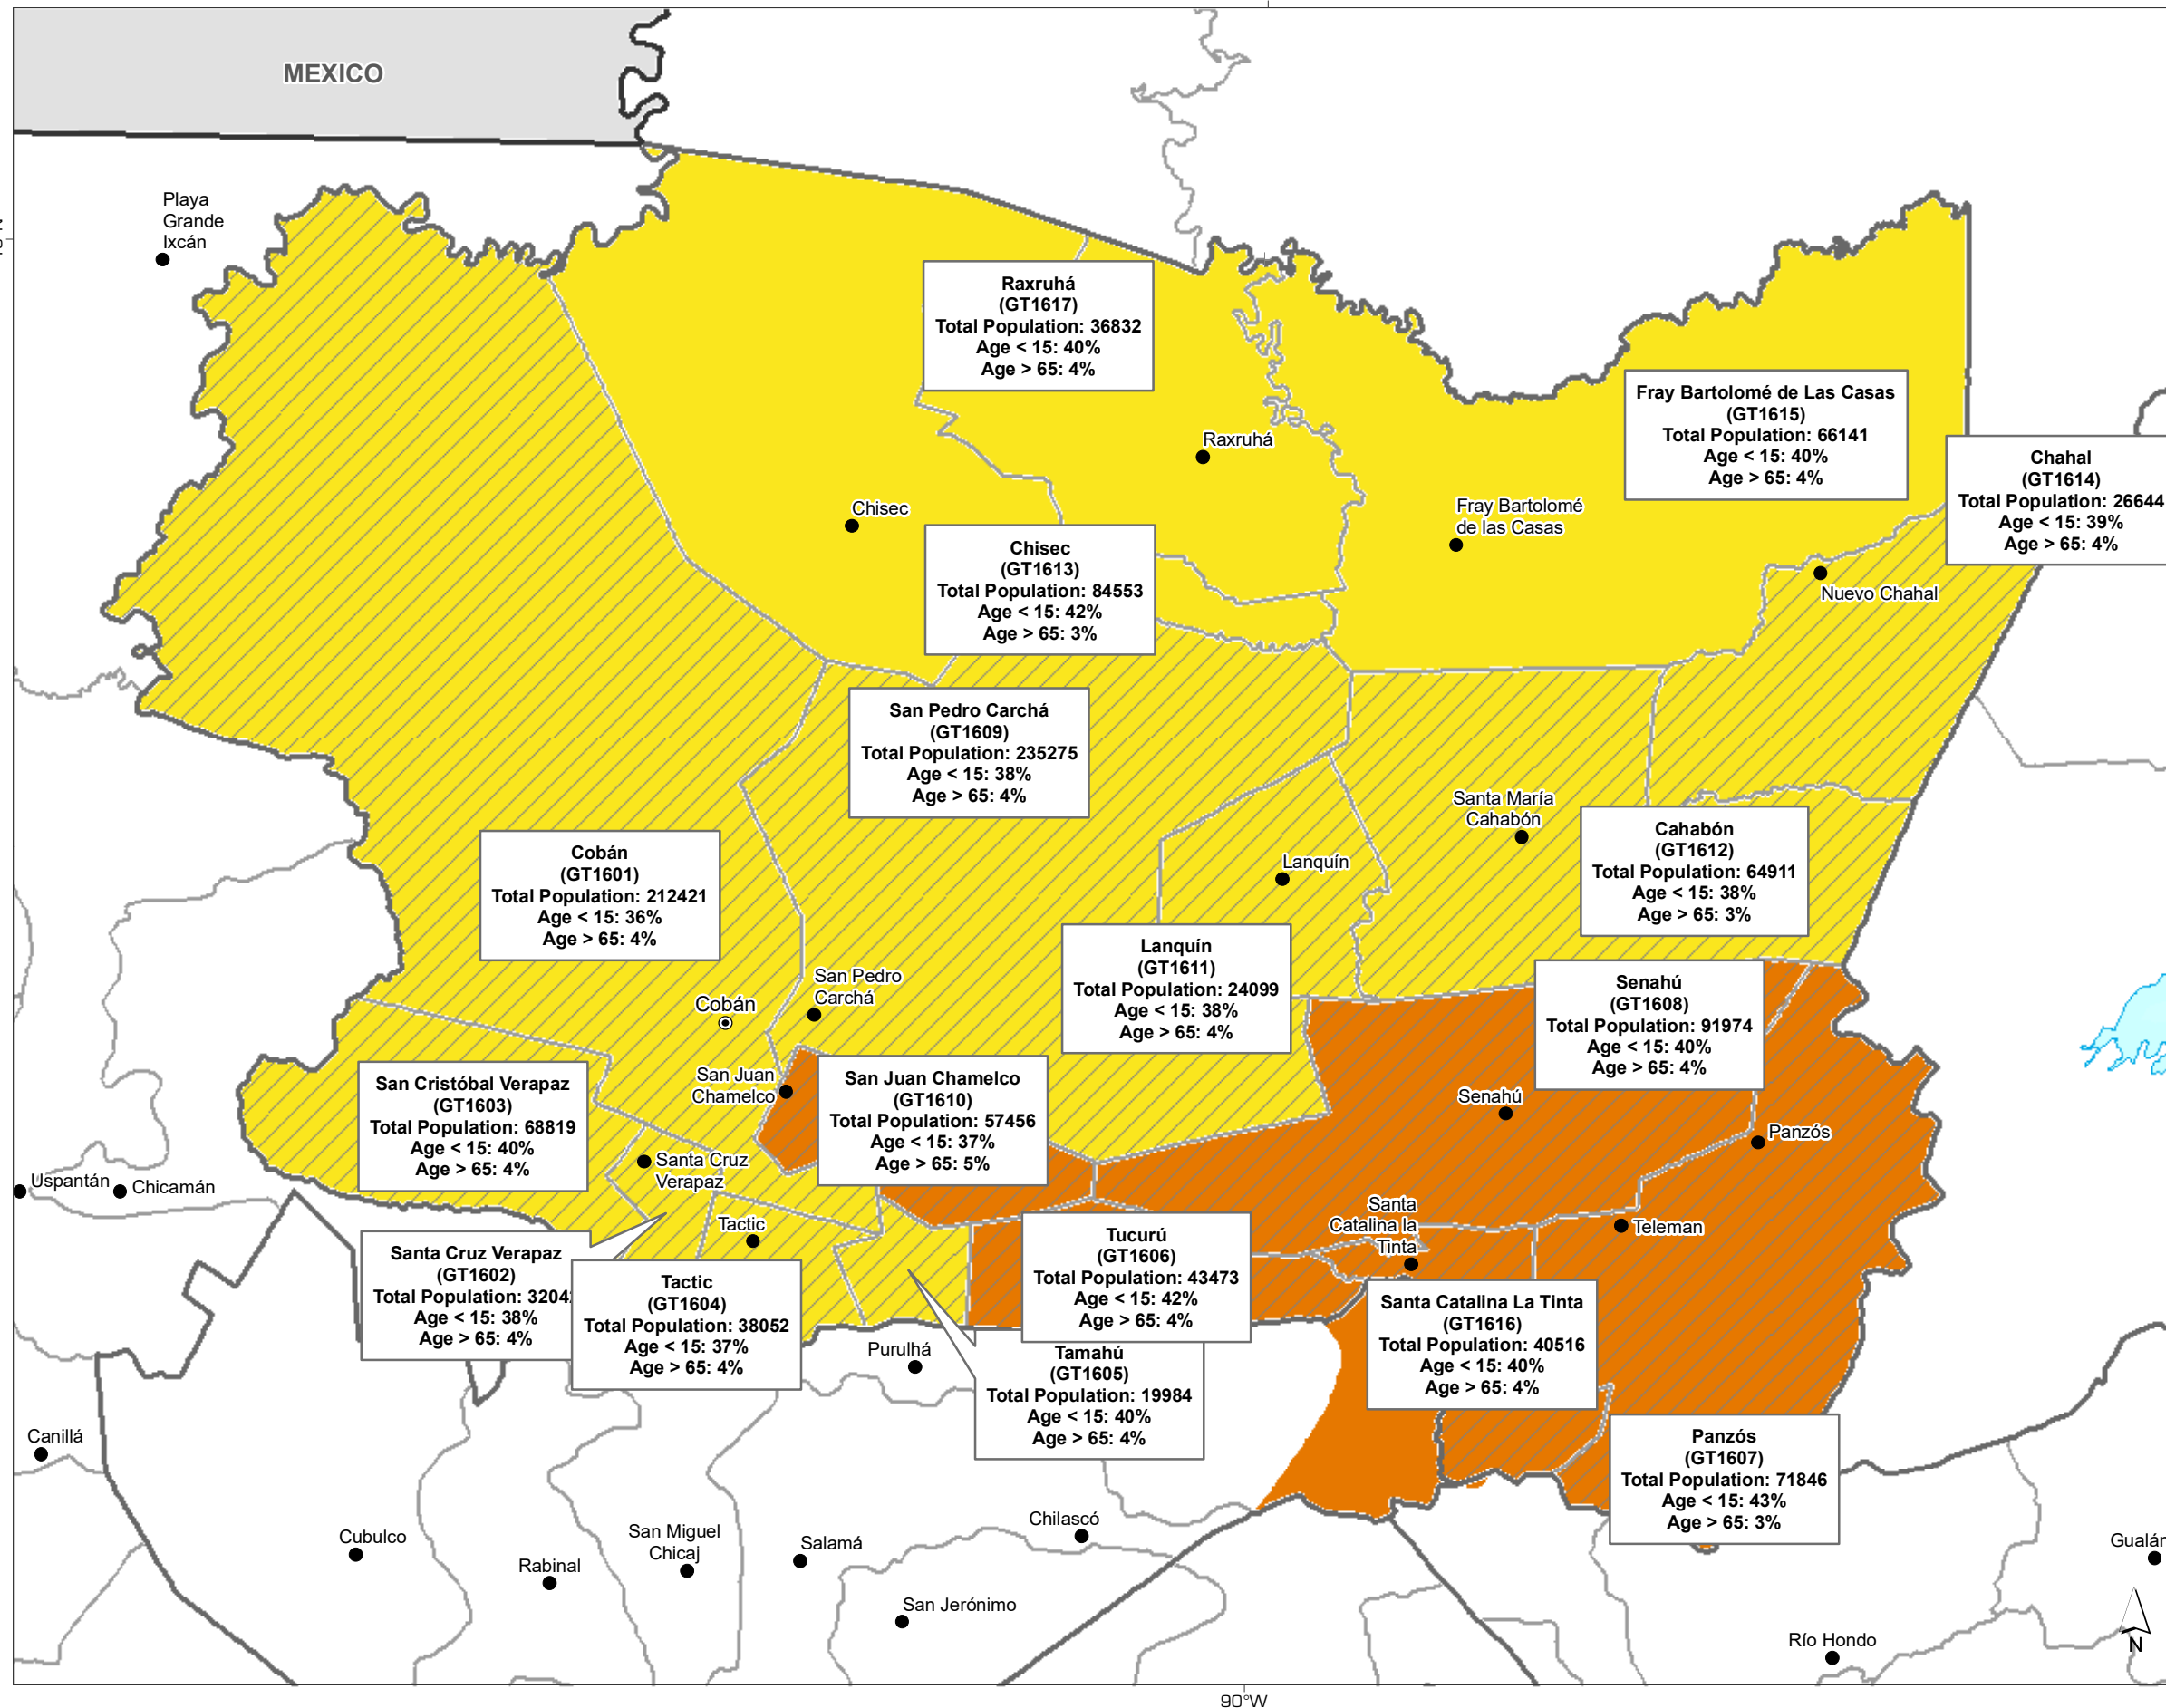 MEXICO
Playa
Grande
Ixcán
Raxruhá
(GT1617)
Total Population: 36832
Age < 15: 40%
Age > 65: 4%
Fray Bartolomé de Las Casas
(GT1615)
Total Population: 66141
Age < 15: 40%
Age > 65: 4%
Chahal
(GT1614)
Total Population: 26644
Age < 15: 39%
Age > 65: 4%
Raxruhá
Chisec
Fray Bartolomé
de las Casas
Nuevo Chahal
Chisec
(GT1613)
Total Population: 84553
Age < 15: 42%
Age > 65: 3%
San Pedro Carchá
(GT1609)
Total Population: 235275
Age < 15: 38%
Age > 65: 4%
Santa María
Cahabón
Cahabón
(GT1612)
Total Population: 64911
Age < 15: 38%
Age > 65: 3%
Cobán
(GT1601)
Total Population: 212421
Age < 15: 36%
Age > 65: 4%
Lanquín
Lanquín
(GT1611)
Total Population: 24099
Age < 15: 38%
Age > 65: 4%
San Pedro
Carchá
Cobán
Senahú
(GT1608)
Total Population: 91974
Age < 15: 40%
Age > 65: 4%
San Juan
Chamelco
San Juan Chamelco
(GT1610)
Total Population: 57456
Age < 15: 37%
Age > 65: 5%
San Cristóbal Verapaz
(GT1603)
Total Population: 68819
Age < 15: 40%
Age > 65: 4%
Senahú
Panzós
Santa Cruz
Verapaz
Uspantán
Chicamán
Tactic
Santa
Catalina la
Tinta
Teleman
Santa Cruz Verapaz
(GT1602)
Total Population: 3204
Age < 15: 38%
Age > 65: 4%
Tactic
(GT1604)
Total Population: 38052
Age < 15: 37%
Age > 65: 4%
Tucurú
(GT1606)
Total Population: 43473
Age < 15: 42%
Age > 65: 4%
Santa Catalina La Tinta
(GT1616)
Total Population: 40516
Age < 15: 40%
Age > 65: 4%
Purulhá
Tamahú
(GT1605)
Total Population: 19984
Age < 15: 40%
Age > 65: 4%
Panzós
(GT1607)
Total Population: 71846
Age < 15: 43%
Age > 65: 3%
Canillá
Cubulco
Rabinal
San Miguel
Chicaj
Salamá
Chilascó
San Jerónimo
Gualán
Río Hondo
N
90°W